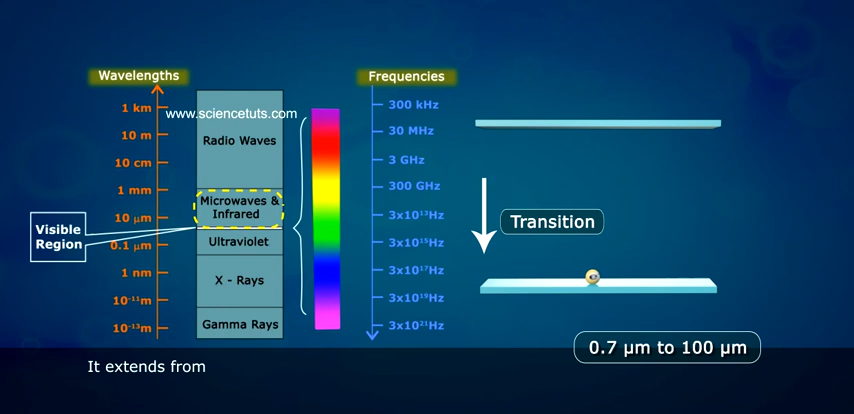 Wavelengths
Frequencies
1 km
10 m
10 cm
1 mm
10 μm
0.1 μm
1 nm
10⁻¹¹m
10⁻¹³m
www.sciencetuts.com
Radio Waves
Microwaves &
Infrared
Ultraviolet
X - Rays
Gamma Rays
Visible
Region
300 kHz
30 MHz
3 GHz
300 GHz
3x10¹³Hz
3x10¹⁵Hz
3x10¹⁷Hz
3x10¹⁹Hz
3x10²¹Hz
Transition
0.7 μm to 100 μm
It extends from